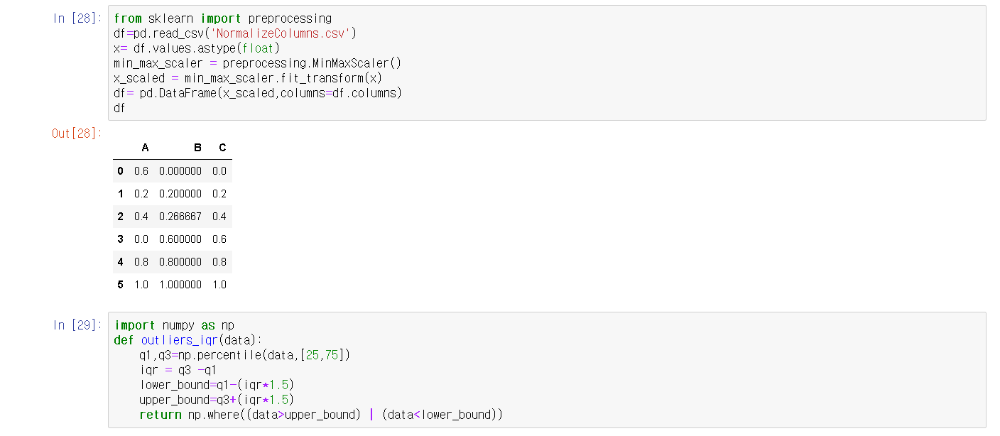 In [28]: from sklearn import preprocessing
df=pd.read_csv('NormalizeColumns.csv')
x= df.values.astype(float)
min_max_scaler = preprocessing.MinMaxScaler()
x_scaled = min_max_scaler.fit_transform(x)
df= pd.DataFrame(x_scaled,columns=df.columns)
df
Out[28]:
A B C
0 0.6 0.000000 0.0
1 0.2 0.200000 0.2
2 0.4 0.266667 0.4
3 0.0 0.600000 0.6
4 0.8 0.800000 0.8
5 1.0 1.000000 1.0
In [29]: import numpy as np
def outliers_iqr(data):
    q1,q3=np.percentile(data,[25,75])
    iqr = q3 -q1
    lower_bound=q1-(iqr*1.5)
    upper_bound=q3+(iqr*1.5)
    return np.where((data>upper_bound) | (data<lower_bound))